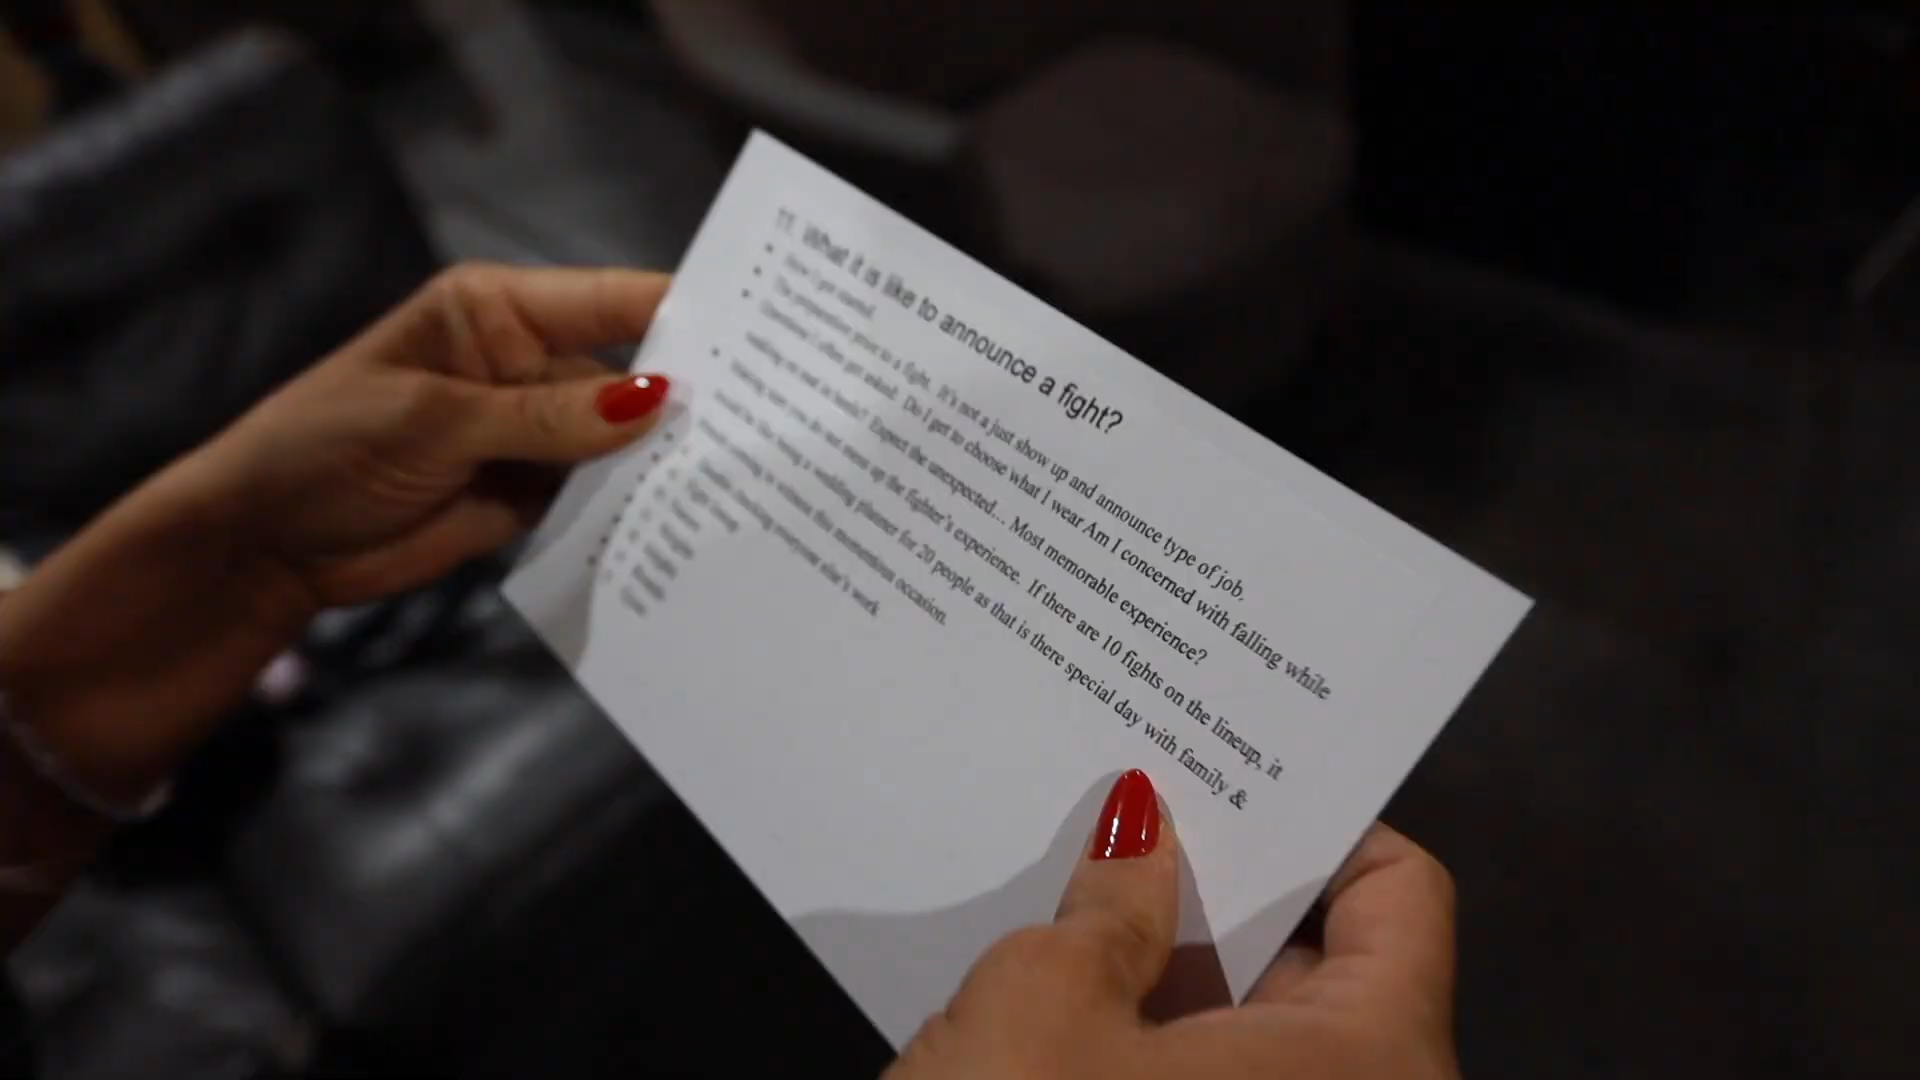 11. What it is like to announce a fight?
How I got started.
The preparation prior to a fight. It's not a just show up and announce type of job.
Questions I often get asked: Do I get to choose what I wear Am I concerned with falling while
walking on mat in heels? Expect the unexpected... Most memorable experience?
Making sure you do not mess up the fighter's experience. If there are 10 fights on the lineup, it
would be like being a wedding planner for 20 people as that is there special day with family &
friends coming to witness this momentous occasion.
Double checking everyone else's work